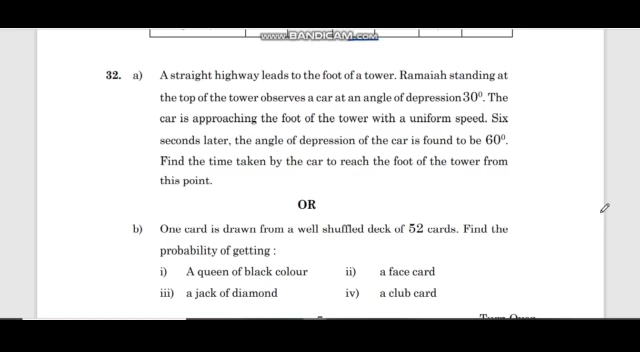 www.BANDICAM.com
32. a) A straight highway leads to the foot of a tower. Ramaiah standing at
the top of the tower observes a car at an angle of depression 30⁰. The
car is approaching the foot of the tower with a uniform speed. Six
seconds later, the angle of depression of the car is found to be 60⁰.
Find the time taken by the car to reach the foot of the tower from
this point.
OR
b) One card is drawn from a well shuffled deck of 52 cards. Find the
probability of getting :
i) A queen of black colour ii) a face card
iii) a jack of diamond iv) a club card